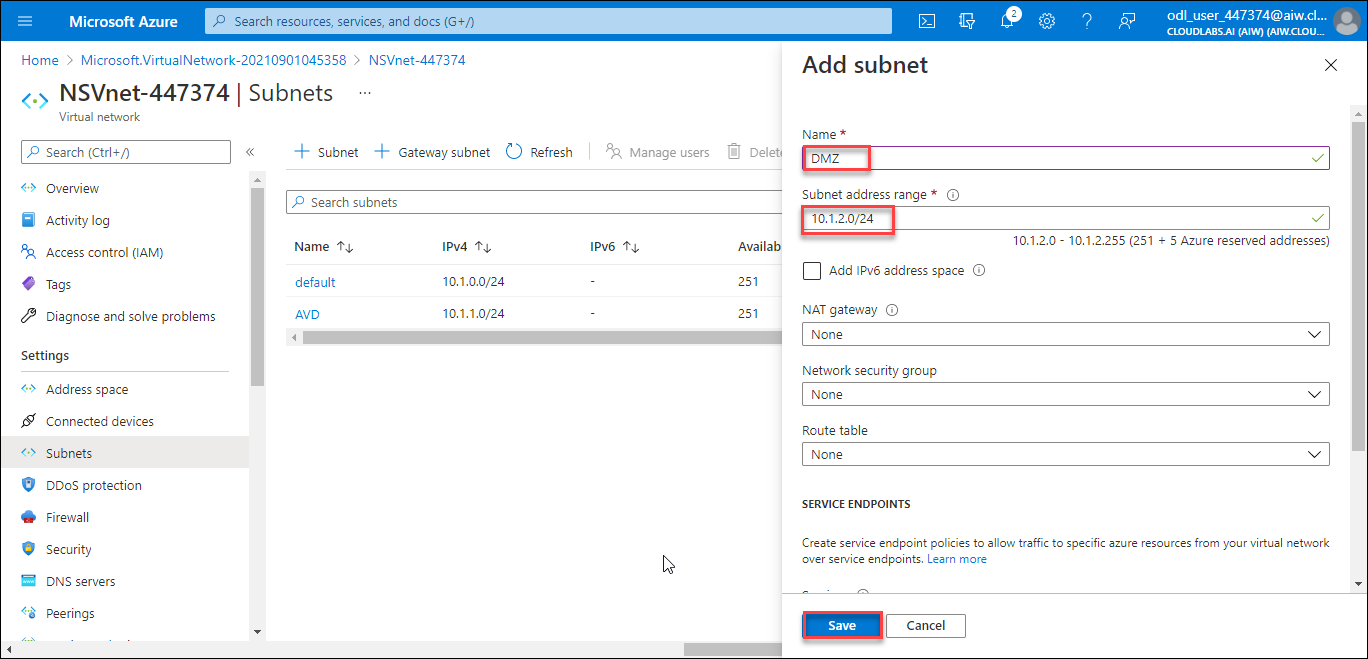 Microsoft Azure
Search resources, services, and docs (G+/)
2
odl_user_447374@aiw.cl...
CLOUDLABS.AI (AIW) (AIW.CLOU...
Home > Microsoft.VirtualNetwork-20210901045358 > NSVnet-447374
NSVnet-447374 | Subnets ...
Virtual network
Search (Ctrl+/)
«
Overview
Activity log
Access control (IAM)
Tags
Diagnose and solve problems
Settings
Address space
Connected devices
Subnets
DDoS protection
Firewall
Security
DNS servers
Peerings
+ Subnet + Gateway subnet Refresh Manage users Delete
Search subnets
Name ↑↓ IPv4 ↑↓ IPv6 ↑↓ Availab
default 10.1.0.0/24 - 251
AVD 10.1.1.0/24 - 251
Add subnet
Name *
DMZ
Subnet address range *
10.1.2.0/24
10.1.2.0 - 10.1.2.255 (251 + 5 Azure reserved addresses)
Add IPv6 address space
NAT gateway
None
Network security group
None
Route table
None
SERVICE ENDPOINTS
Create service endpoint policies to allow traffic to specific azure resources from your virtual network
over service endpoints. Learn more
Save Cancel